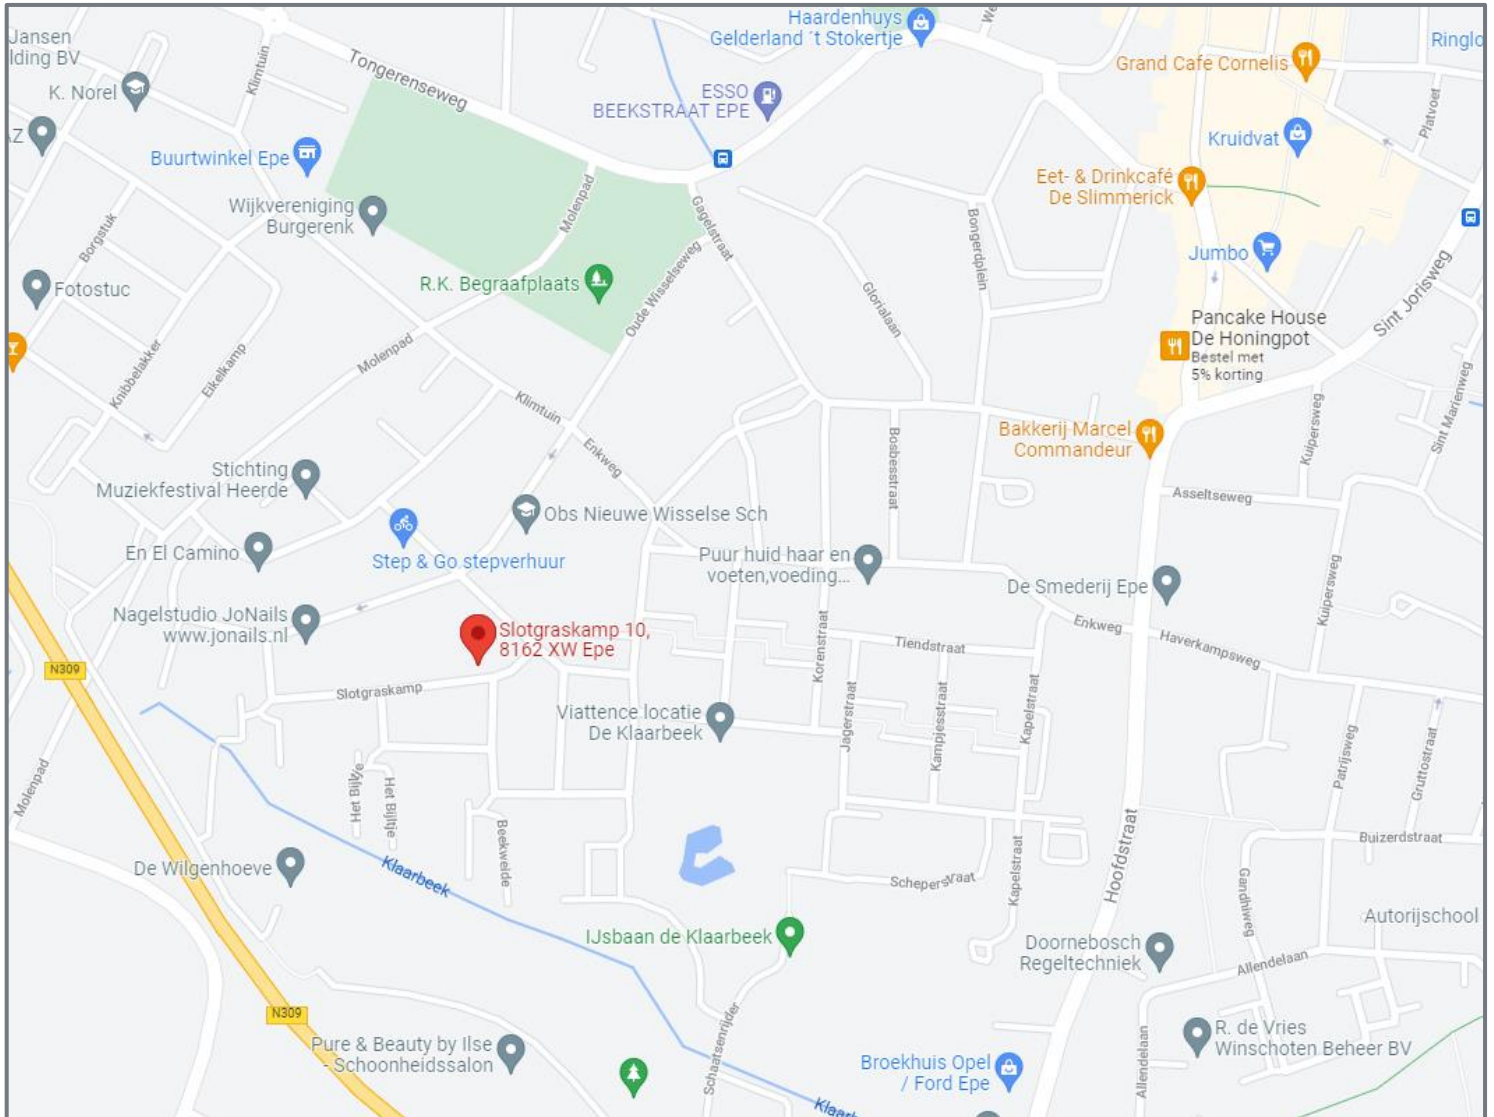 Jansen
lding BV
K. Norel
AZ
Klimtuin
Tongerenseweg
Haardenhuys
Gelderland ´t Stokertje
We
Ringlo
Grand Cafe Cornelis
ESSO
BEEKSTRAAT EPE
Platvoet
Kruidvat
Buurtwinkel Epe
Molenpad
Eet- & Drinkcafé
De Slimmerick
Wijkvereniging
Burgerenk
Borgstuk
Gagelstraat
Bongerdplein
Jumbo
Sint Jorisweg
Fotostuc
R.K. Begraafplaats
Oude Wisselseweg
Glorialaan
Pancake House
De Honingpot
Bestel met
5% korting
Knibbelakker
Eikelkamp
Molenpad
Klimtuin
Enkweg
Bosbesstraat
Bakkerij Marcel
Commandeur
Kuipersweg
Sint Marienweg
Stichting
Muziekfestival Heerde
Asseltseweg
Obs Nieuwe Wisselse Sch
En El Camino
Step & Go stepverhuur
Puur huid haar en
voeten,voeding...
De Smederij Epe
Kuipersweg
Nagelstudio JoNails
www.jonails.nl
Slotgraskamp 10,
8162 XW Epe
Korenstraat
Tiendstraat
Enkweg
Haverkampsweg
N309
Slotgraskamp
Viattence locatie
De Klaarbeek
Jagerstraat
Kampjesstraat
Kapelstraat
Patrijsweg
Gruttostraat
Molenpad
Het Bijltje
Het Bijltje
Beekweide
Hoofdstraat
Buizerdstraat
De Wilgenhoeve
Klaarbeek
Schepersstraat
Kapelstraat
Gandhiweg
Autorijschool
IJsbaan de Klaarbeek
Doornebosch
Regeltechniek
Allendelaan
N309
Pure & Beauty by Ilse
- Schoonheidssalon
Schaatsenrijder
Broekhuis Opel
/ Ford Epe
Allendelaan
R. de Vries
Winschoten Beheer BV
Klaarb